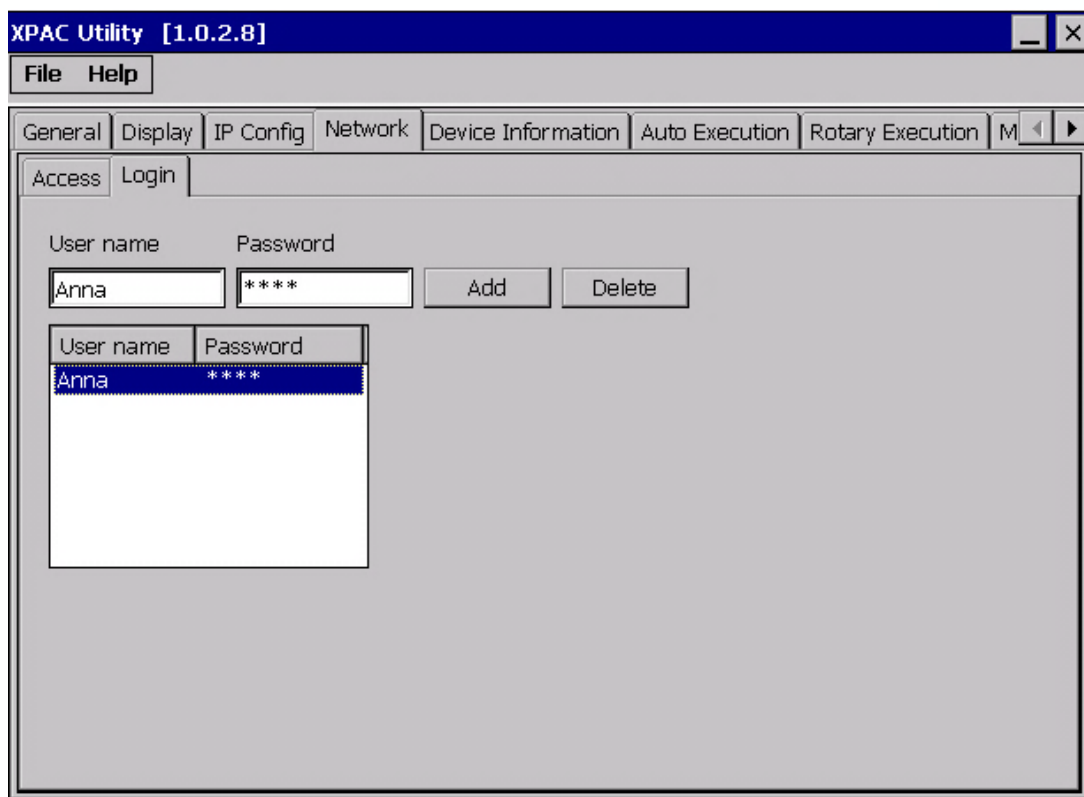 XPAC Utility [1.0.2.8]
File Help
General Display IP Config Network Device Information Auto Execution Rotary Execution M
Access Login
User name Password
Anna **** Add Delete
User name Password
Anna ****